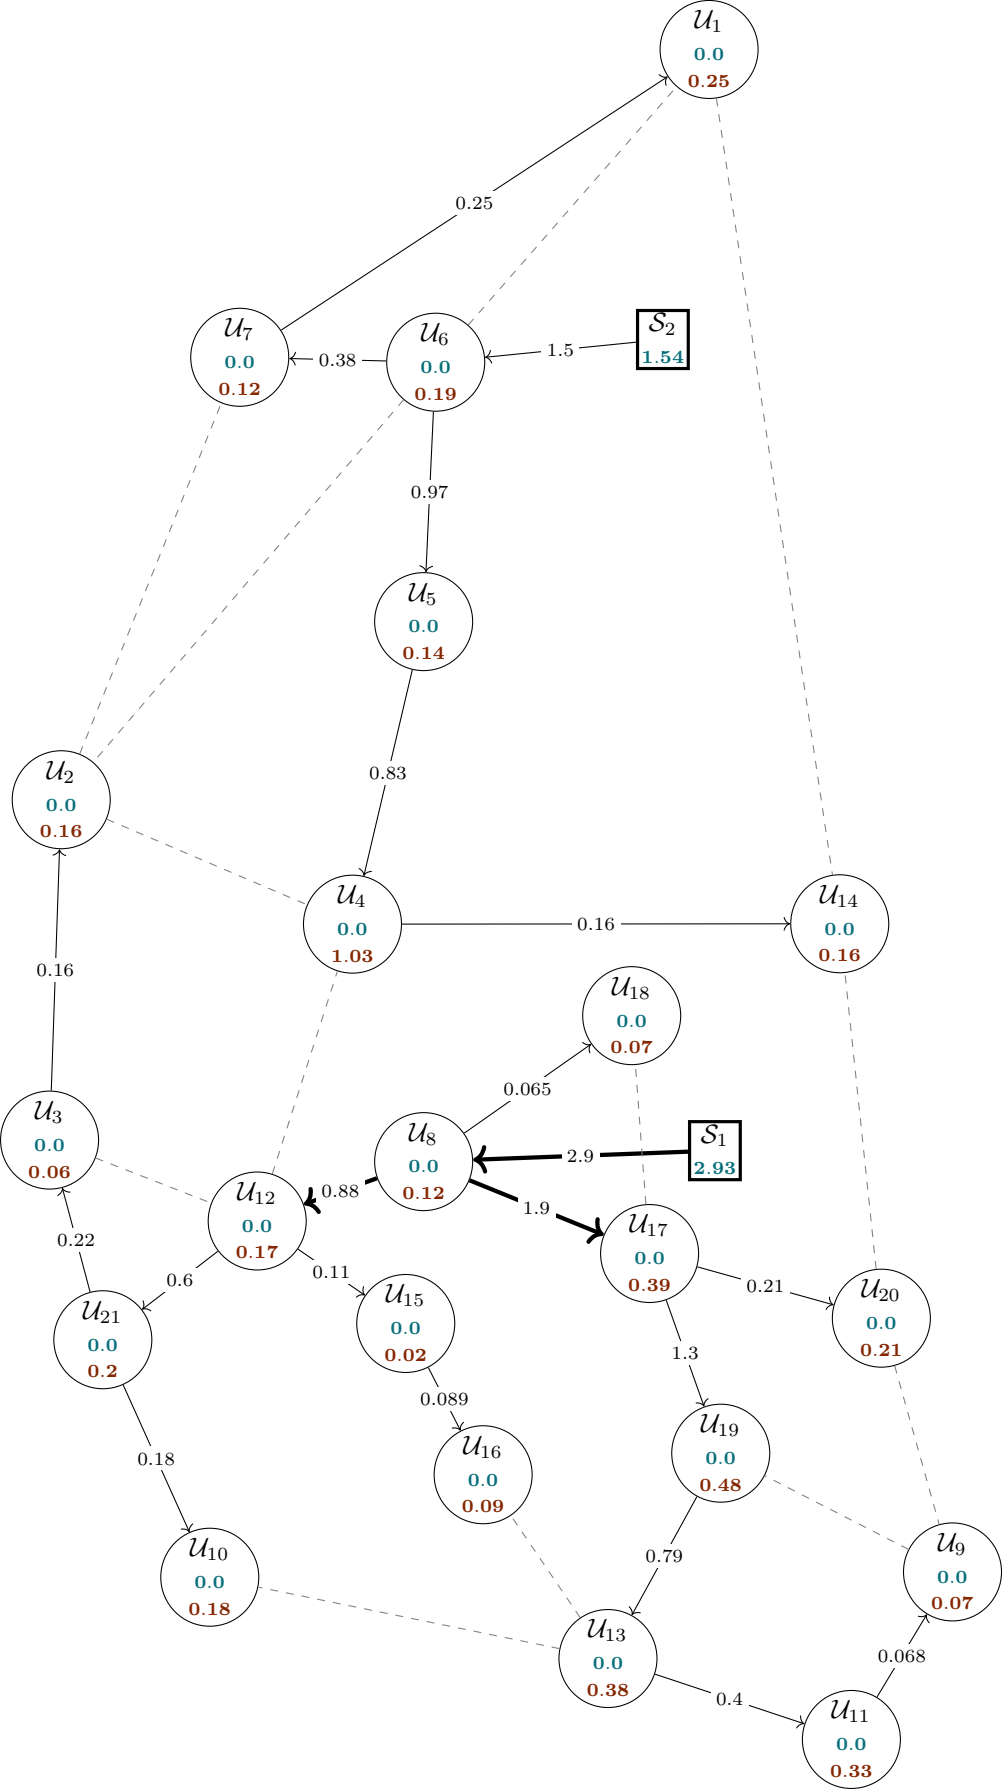 𝒰₁
0.0
0.25
0.25
𝒰₇
0.0
0.12
0.38
𝒰₆
0.0
0.19
1.5
𝒮₂
1.54
0.97
𝒰₅
0.0
0.14
0.83
𝒰₂
0.0
0.16
𝒰₄
0.0
1.03
0.16
𝒰₁₄
0.0
0.16
0.16
𝒰₁₈
0.0
0.07
0.065
𝒰₃
0.0
0.06
𝒰₈
0.0
0.12
2.9
𝒮₁
2.93
0.88
1.9
𝒰₁₂
0.0
0.17
𝒰₁₇
0.0
0.39
0.22
0.6
0.11
0.21
𝒰₂₁
0.0
0.2
𝒰₁₅
0.0
0.02
𝒰₂₀
0.0
0.21
1.3
0.089
0.18
𝒰₁₆
0.0
0.09
𝒰₁₉
0.0
0.48
0.79
𝒰₁₀
0.0
0.18
𝒰₉
0.0
0.07
𝒰₁₃
0.0
0.38
0.068
0.4
𝒰₁₁
0.0
0.33